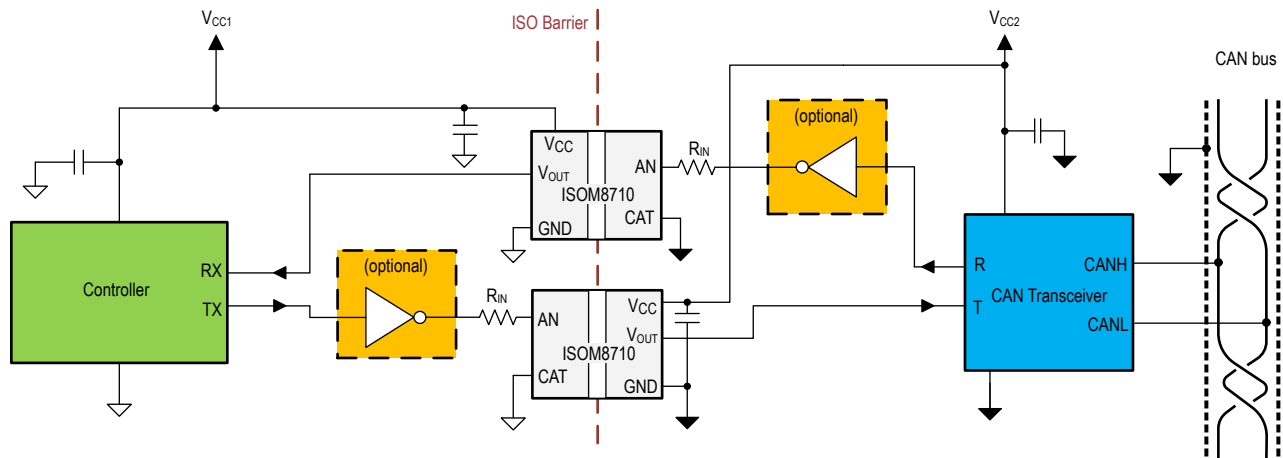 VCC1
ISO Barrier
VCC2
CAN bus
(optional)
VCC
VOUT
ISOM8710
GND
AN
CAT
RIN
Controller
RX
TX
(optional)
RIN
AN
CAT
ISOM8710
VCC
VOUT
GND
R
T
CAN Transceiver
CANH
CANL